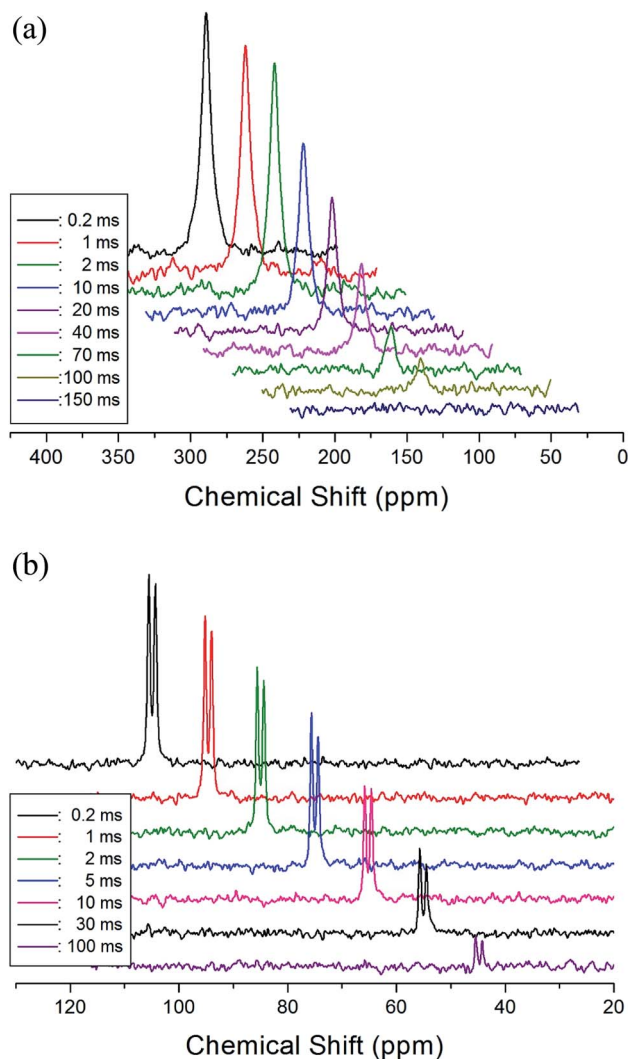 (a)
: 0.2 ms
: 1 ms
: 2 ms
: 10 ms
: 20 ms
: 40 ms
: 70 ms
: 100 ms
:150 ms
400 350 300 250 200 150 100 50 0
Chemical Shift (ppm)
(b)
: 0.2 ms
: 1 ms
: 2 ms
: 5 ms
: 10 ms
: 30 ms
: 100 ms
120 100 80 60 40 20
Chemical Shift (ppm)